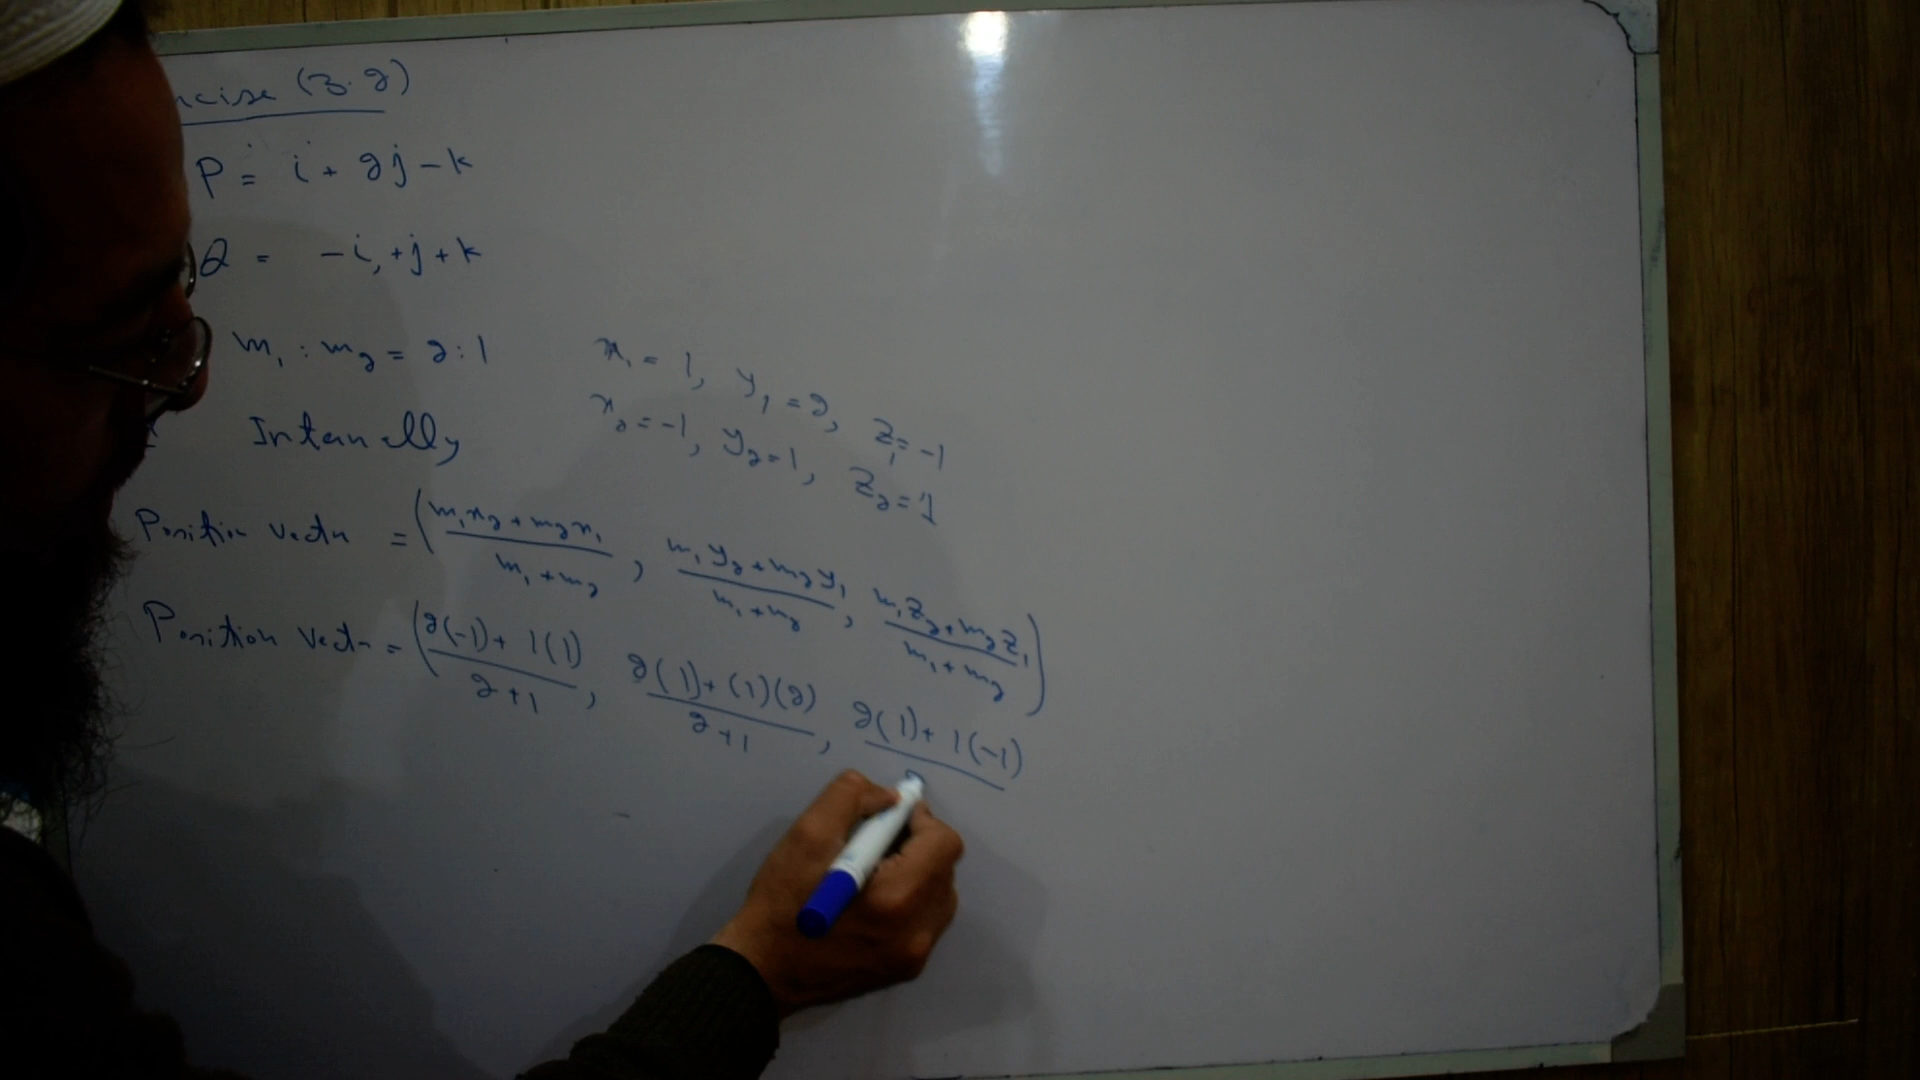 ncise (3.2)
P = i + 2j - k
Q = -i + j + k
m₁ : m₂ = 2 : 1
x₁ = 1, y₁ = 2, z₁ = -1
x₂ = -1, y₂ = 1, z₂ = 1
Internally
Position vector = ((m₁x₂ + m₂x₁)/(m₁ + m₂), (m₁y₂ + m₂y₁)/(m₁ + m₂), (m₁z₂ + m₂z₁)/(m₁ + m₂))
Position vector = ((2(-1) + 1(1))/(2+1), (2(1) + (1)(2))/(2+1), (2(1) + 1(-1))/2